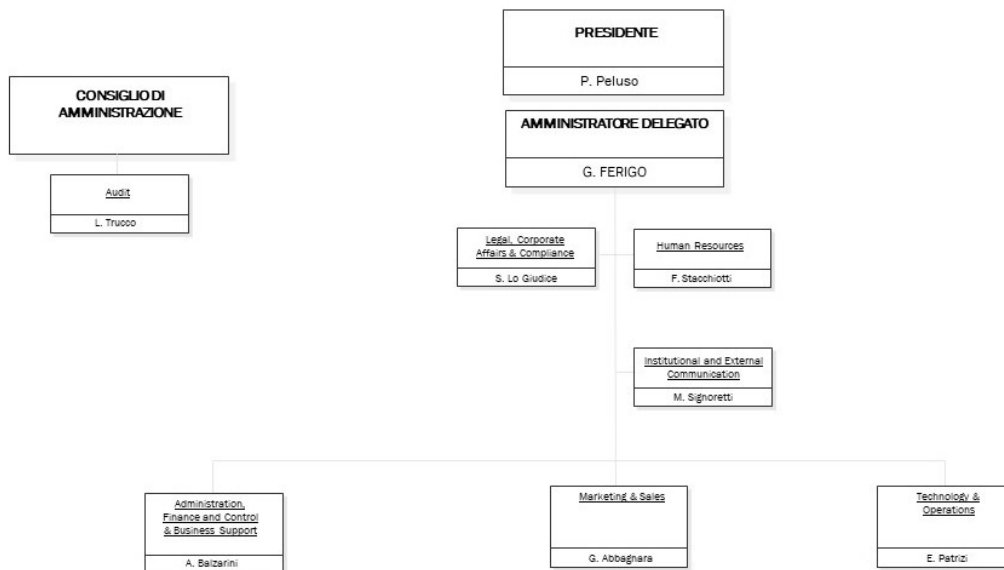 PRESIDENTE
P. Peluso
CONSIGLIO DI
AMMINISTRAZIONE
AMMINISTRATORE DELEGATO
G. FERIGO
Audit
L. Trucco
Legal, Corporate
Affairs & Compliance
S. Lo Giudice
Human Resources
F. Stacchiotti
Institutional and External
Communication
M. Signoretti
Administration,
Finance and Control
& Business Support
A. Balzarini
Marketing & Sales
G. Abbagnara
Technology &
Operations
E. Patrizi